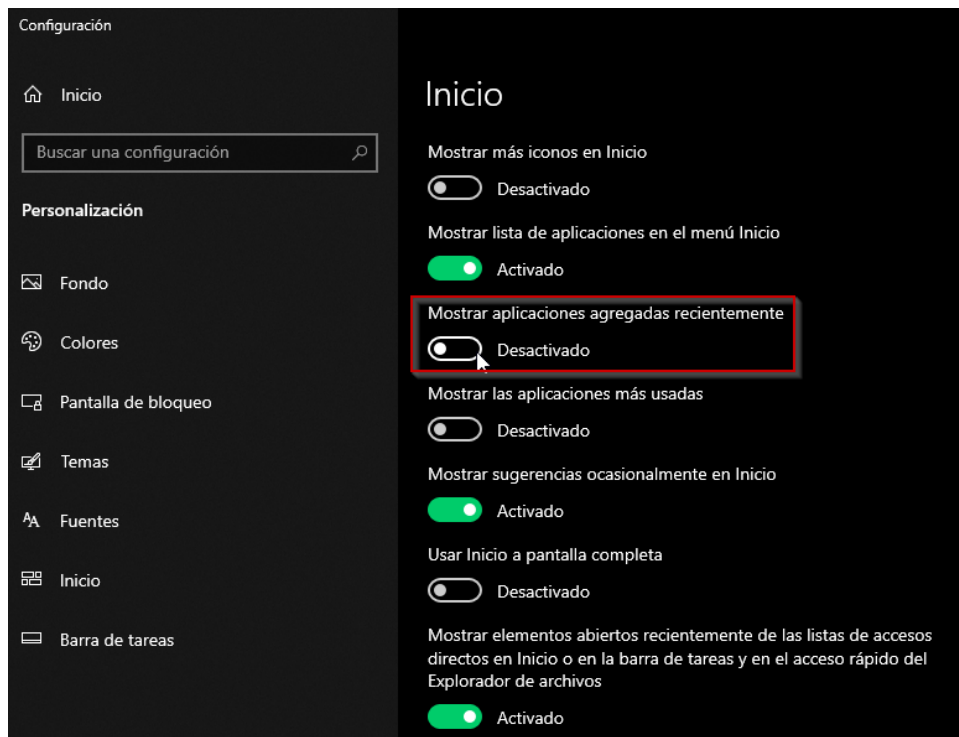 Configuración
Inicio
Buscar una configuración
Personalización
Fondo
Colores
Pantalla de bloqueo
Temas
Fuentes
Inicio
Barra de tareas
Inicio
Mostrar más iconos en Inicio
Desactivado
Mostrar lista de aplicaciones en el menú Inicio
Activado
Mostrar aplicaciones agregadas recientemente
Desactivado
Mostrar las aplicaciones más usadas
Desactivado
Mostrar sugerencias ocasionalmente en Inicio
Activado
Usar Inicio a pantalla completa
Desactivado
Mostrar elementos abiertos recientemente de las listas de accesos
directos en Inicio o en la barra de tareas y en el acceso rápido del
Explorador de archivos
Activado